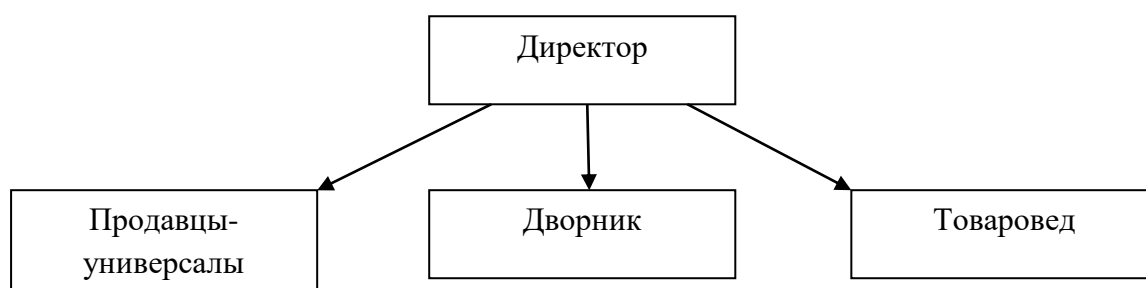 Директор
Продавцы-
универсалы
Дворник
Товаровед